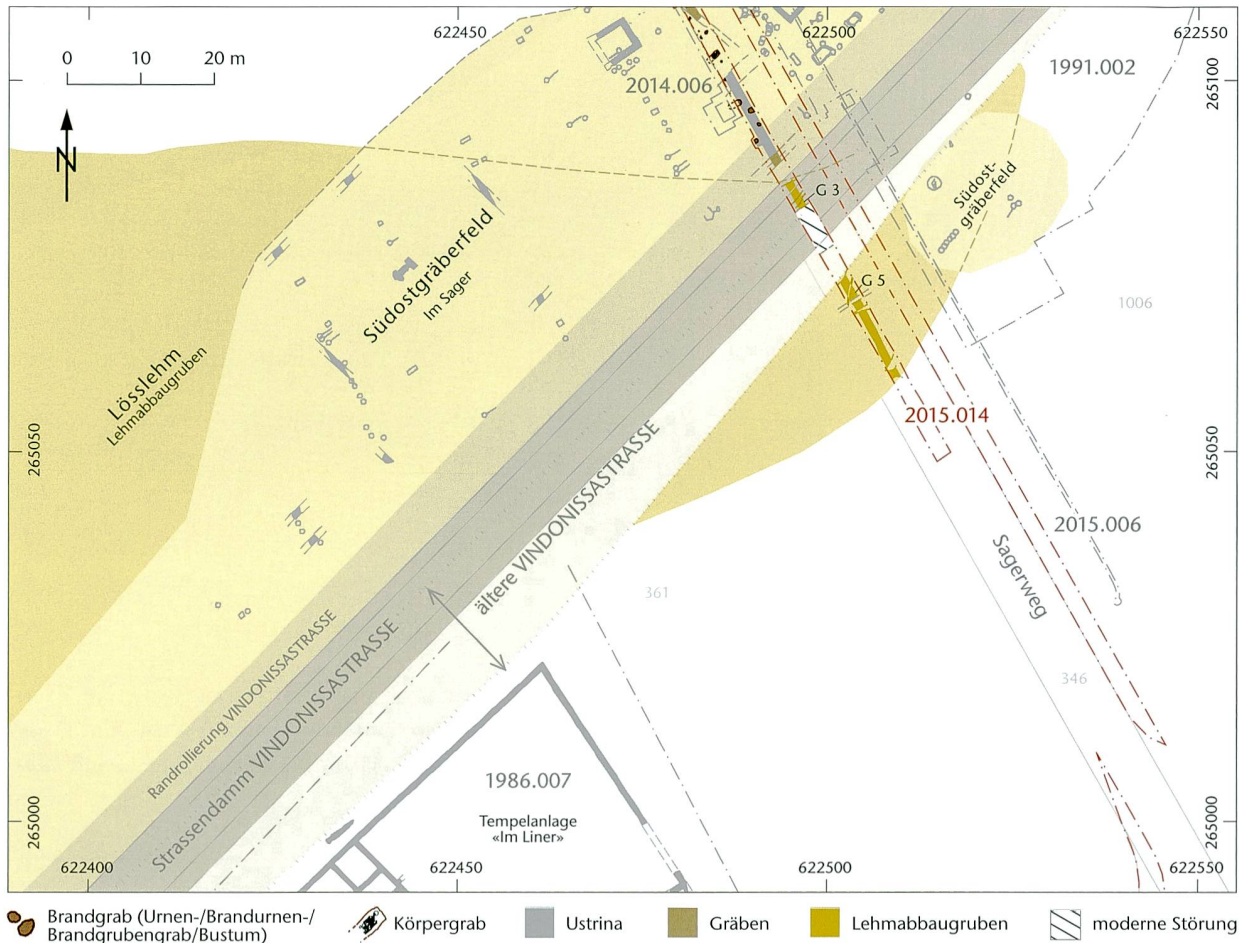 622450
622500
622550
0 10 20 m
N
2014.006
1991.002
265100
265100
G 3
Südost-
gräberfeld
Südostgräberfeld
Im Sager
G 5
1006
Lösslehm
Lehmabbaugruben
2015.014
265050
265050
ältere VINDONISSASTRASSE
2015.006
Sagerweg
361
346
Randrollierung VINDONISSASTRASSE
Strassendamm VINDONISSASTRASSE
1986.007
Tempelanlage
«Im Liner»
265000
265000
622400
622450
622500
622550
Brandgrab (Urnen-/Brandurnen-/
Brandgrubengrab/Bustum)
Körpergrab
Ustrina
Gräben
Lehmabbaugruben
moderne Störung